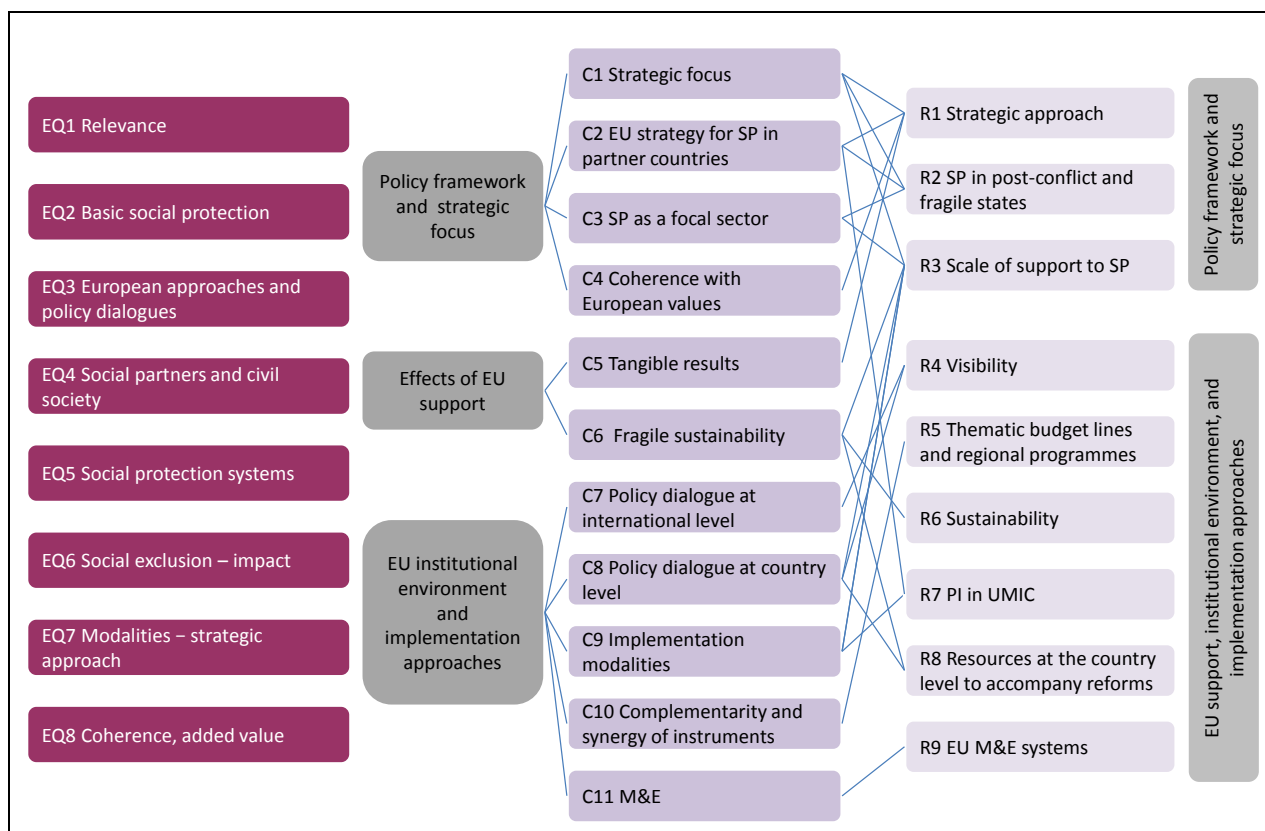 EQ1 Relevance
EQ2 Basic social protection
EQ3 European approaches and
policy dialogues
EQ4 Social partners and civil
society
EQ5 Social protection systems
EQ6 Social exclusion – impact
EQ7 Modalities – strategic
approach
EQ8 Coherence, added value
Policy framework
and strategic
focus
Effects of EU
support
EU institutional
environment
and
implementation
approaches
C1 Strategic focus
C2 EU strategy for SP in
partner countries
C3 SP as a focal sector
C4 Coherence with
European values
C5 Tangible results
C6 Fragile sustainability
C7 Policy dialogue at
international level
C8 Policy dialogue at country
level
C9 Implementation
modalities
C10 Complementarity and
synergy of instruments
C11 M&E
R1 Strategic approach
R2 SP in post-conflict and
fragile states
R3 Scale of support to SP
R4 Visibility
R5 Thematic budget lines
and regional programmes
R6 Sustainability
R7 PI in UMIC
R8 Resources at the country
level to accompany reforms
R9 EU M&E systems
Policy framework and
strategic focus
EU support, institutional environment, and
implementation approaches